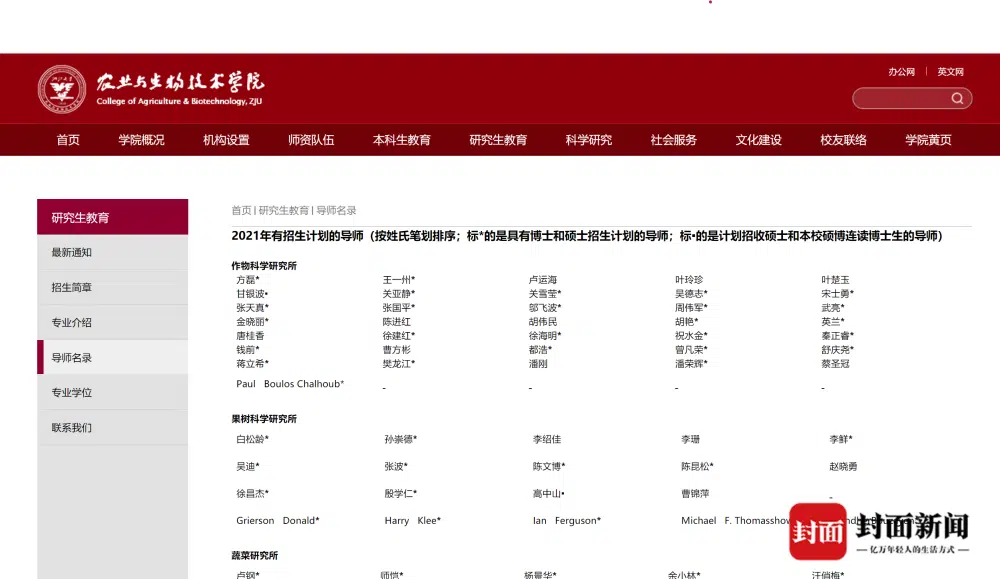 农业与生物技术学院
College of Agriculture & Biotechnology, ZJU
办公网 | 英文网
首页 学院概况 机构设置 师资队伍 本科生教育 研究生教育 科学研究 社会服务 文化建设 校友联络 学院黄页
研究生教育
最新通知
招生简章
专业介绍
导师名录
专业学位
联系我们
首页 | 研究生教育 | 导师名录
2021年有招生计划的导师（按姓氏笔划排序；标*的是具有博士和硕士招生计划的导师；标•的是计划招收硕士和本校硕博连读博士生的导师）
作物科学研究所
方磊* 王一州* 卢运海 叶玲珍 叶楚玉
甘银波• 关亚静* 关雪莹* 吴德志* 宋士勇*
张天真* 张国平* 邬飞波* 周伟军* 武亮*
金晓丽* 陈进红 胡伟民 胡艳* 英兰*
唐桂香 徐建红* 徐海明* 祝水金* 秦正睿*
钱前* 曹方彬 都浩* 曾凡荣* 舒庆尧*
蒋立希* 樊龙江* 潘刚 潘荣辉* 蔡圣冠
Paul Boulos Chalhoub* - - - -
果树科学研究所
白松龄* 孙崇德* 李绍佳 李珊 李鲜*
吴迪* 张波* 陈文博* 陈昆松* 赵晓勇
徐昌杰* 殷学仁* 高中山• 曹锦萍 -
Grierson Donald* Harry Klee* Ian Ferguson* Michael F. Thomasshow
蔬菜研究所
卢钢* 师恺* 杨景华* 余小林* 汪俏梅*
封面
封面新闻
—亿万年轻人的生活方式—